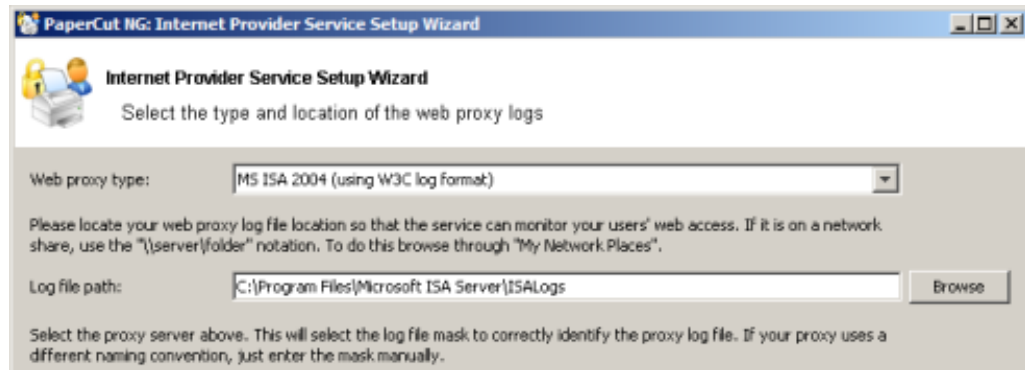 PaperCut NG: Internet Provider Service Setup Wizard
Internet Provider Service Setup Wizard
Select the type and location of the web proxy logs
Web proxy type: MS ISA 2004 (using W3C log format)
Please locate your web proxy log file location so that the service can monitor your users' web access. If it is on a network
share, use the "\\server\folder" notation. To do this browse through "My Network Places".
Log file path: C:\Program Files\Microsoft ISA Server\ISALogs Browse
Select the proxy server above. This will select the log file mask to correctly identify the proxy log file. If your proxy uses a
different naming convention, just enter the mask manually.